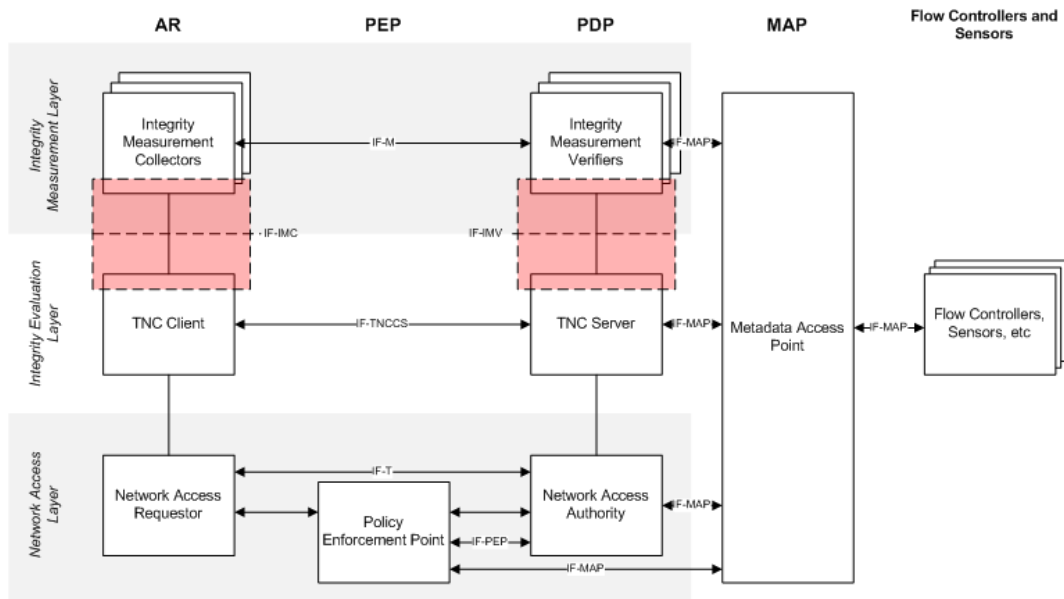 AR
PEP
PDP
MAP
Flow Controllers and
Sensors
Integrity
Measurement Layer
Integrity
Measurement
Collectors
IF-M
Integrity
Measurement
Verifiers
IF-MAP
IF-IMC
IF-IMV
Integrity Evaluation
Layer
TNC Client
IF-TNCCS
TNC Server
IF-MAP
Metadata Access
Point
IF-MAP
Flow Controllers,
Sensors, etc
Network Access
Layer
Network Access
Requestor
IF-T
Policy
Enforcement Point
Network Access
Authority
IF-MAP
IF-PEP
IF-MAP